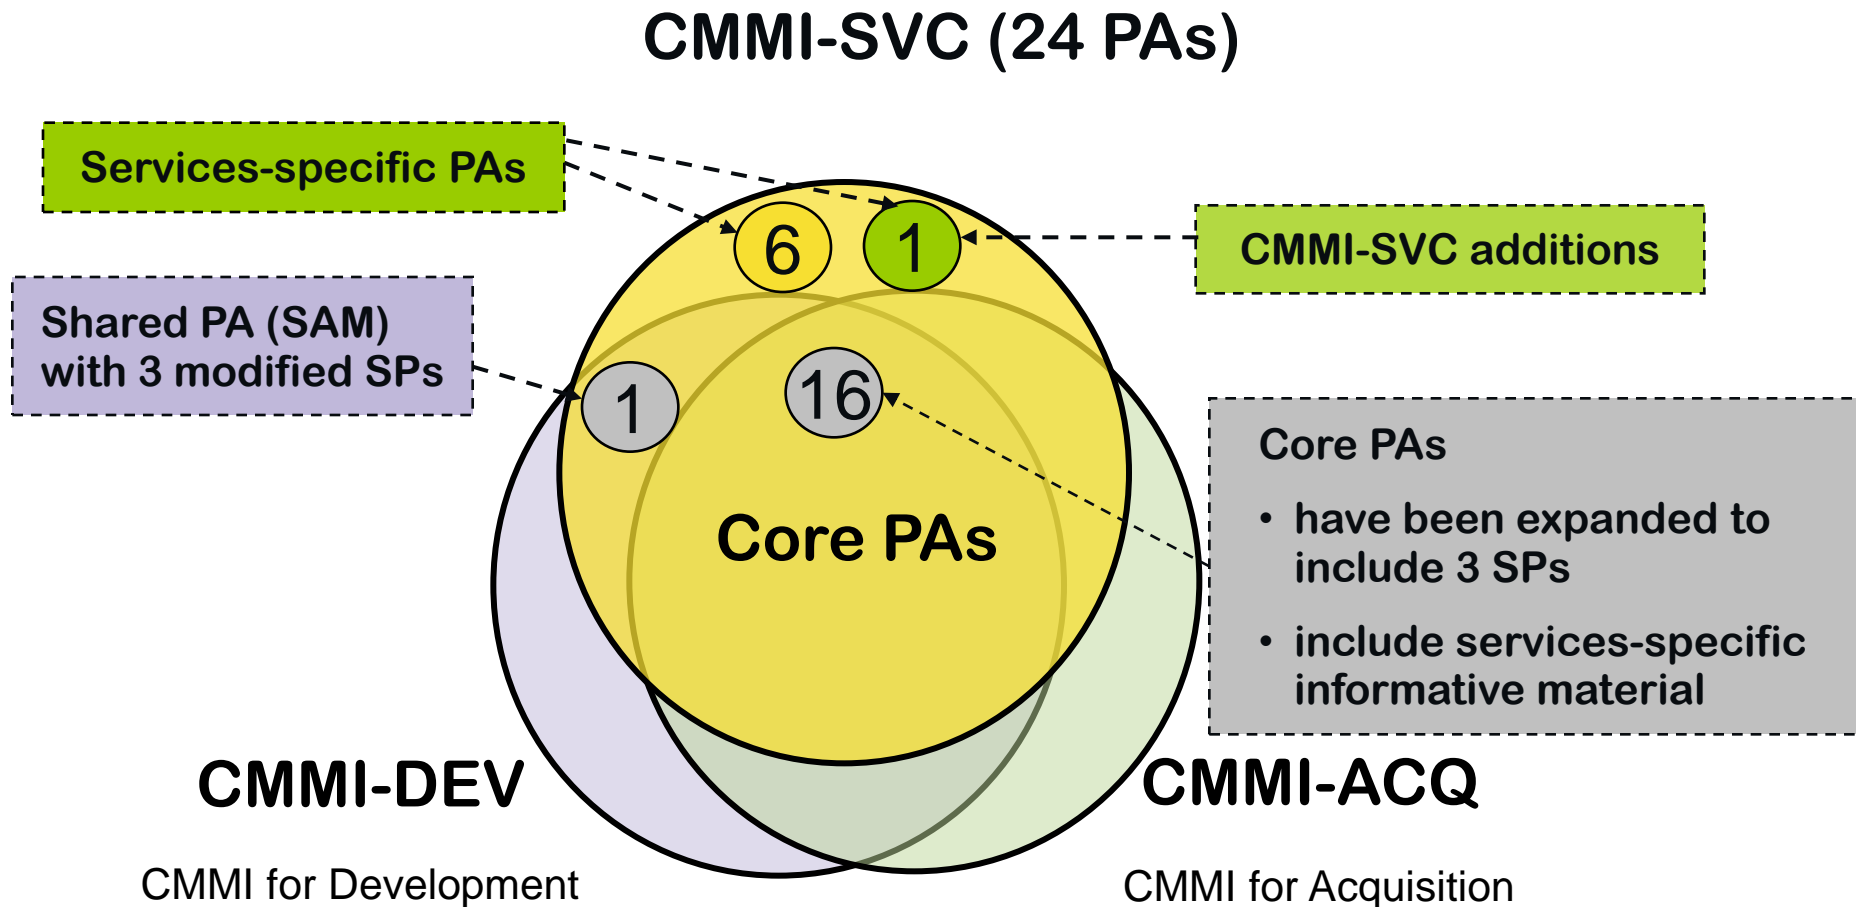 CMMI-SVC (24 PAs)
Services-specific PAs
6
1
CMMI-SVC additions
Shared PA (SAM)
with 3 modified SPs
1
16
Core PAs
Core PAs
• have been expanded to
include 3 SPs
• include services-specific
informative material
CMMI-DEV
CMMI-ACQ
CMMI for Development
CMMI for Acquisition